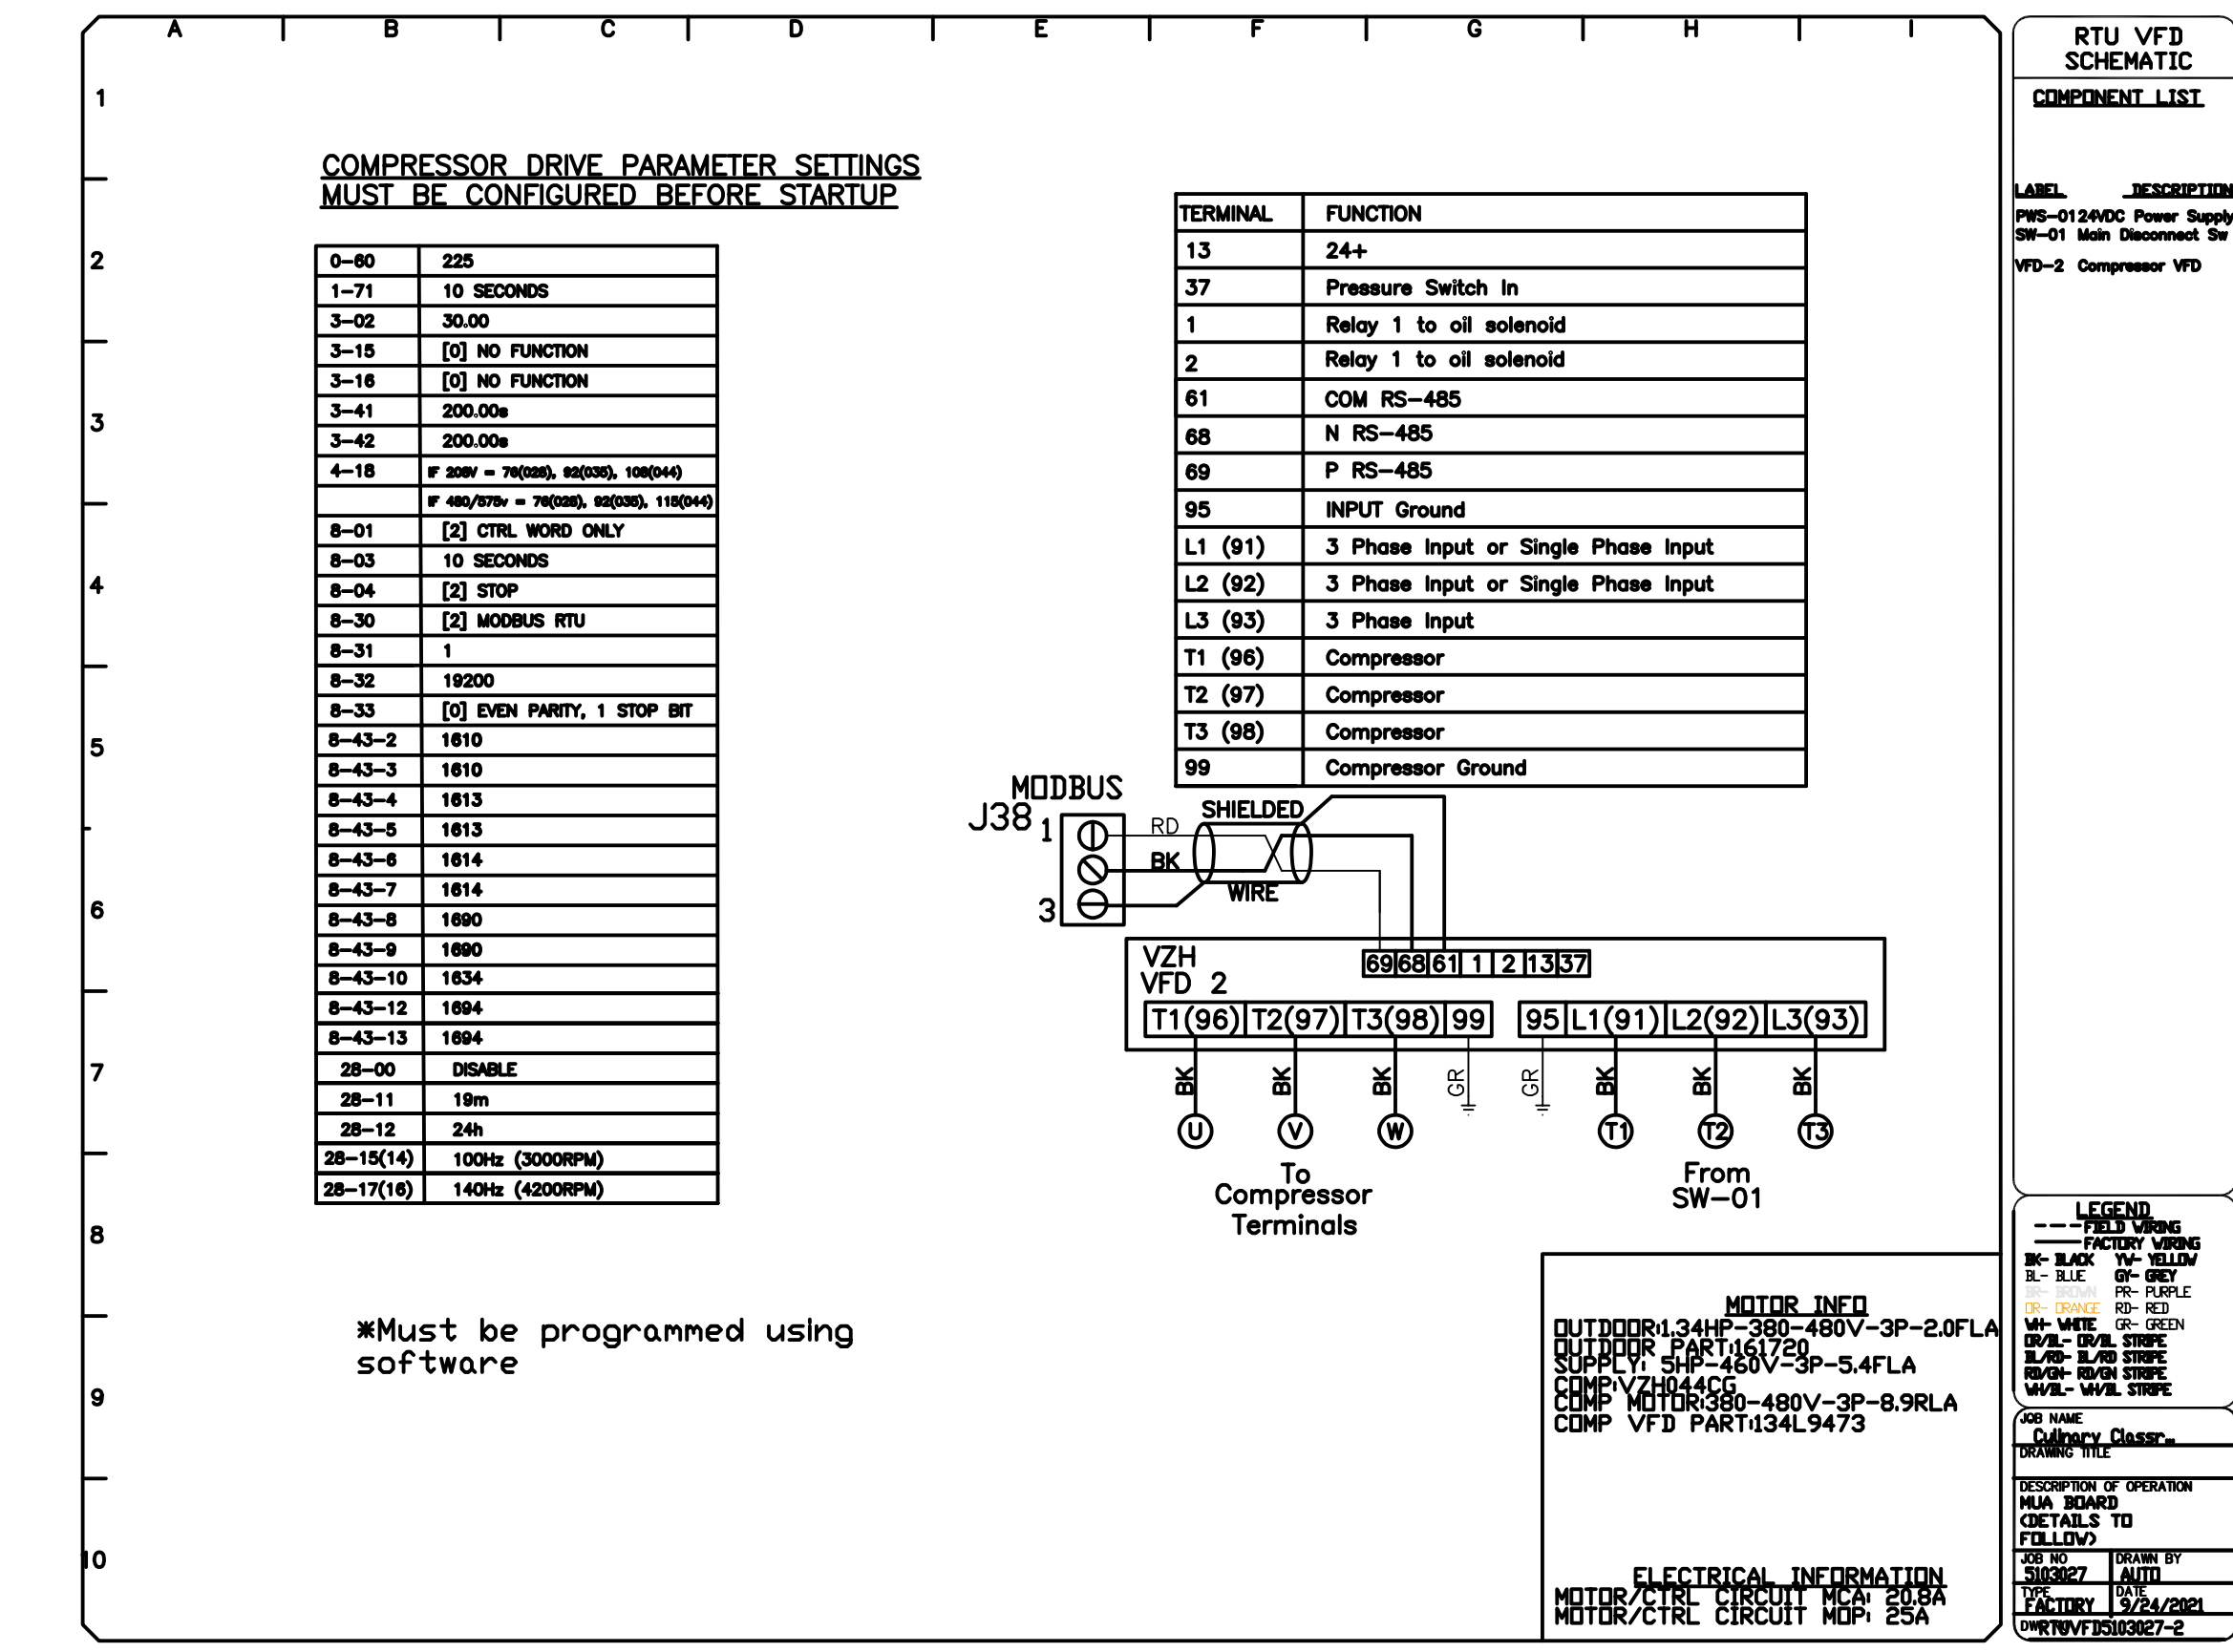 A B C D E F G H I
1
2
3
4
5
6
7
8
9
10
COMPRESSOR DRIVE PARAMETER SETTINGS
MUST BE CONFIGURED BEFORE STARTUP
0-60 225
1-71 10 SECONDS
3-02 30.00
3-15 [0] NO FUNCTION
3-16 [0] NO FUNCTION
3-41 200.00s
3-42 200.00s
4-18 IF 208V = 76(028), 92(035), 108(044)
IF 480/575v = 76(028), 92(035), 115(044)
8-01 [2] CTRL WORD ONLY
8-03 10 SECONDS
8-04 [2] STOP
8-30 [2] MODBUS RTU
8-31 1
8-32 19200
8-33 [0] EVEN PARITY, 1 STOP BIT
8-43-2 1610
8-43-3 1610
8-43-4 1613
8-43-5 1613
8-43-6 1614
8-43-7 1614
8-43-8 1690
8-43-9 1690
8-43-10 1634
8-43-12 1694
8-43-13 1694
28-00 DISABLE
28-11 19m
28-12 24h
28-15(14) 100Hz (3000RPM)
28-17(16) 140Hz (4200RPM)
*Must be programmed using
software
TERMINAL FUNCTION
13 24+
37 Pressure Switch In
1 Relay 1 to oil solenoid
2 Relay 1 to oil solenoid
61 COM RS-485
68 N RS-485
69 P RS-485
95 INPUT Ground
L1 (91) 3 Phase Input or Single Phase Input
L2 (92) 3 Phase Input or Single Phase Input
L3 (93) 3 Phase Input
T1 (96) Compressor
T2 (97) Compressor
T3 (98) Compressor
99 Compressor Ground
MODBUS
J38 1
3
RD
BK
SHIELDED
WIRE
VZH
VFD 2
69 68 61 1 2 13 37
T1(96) T2(97) T3(98) 99 95 L1(91) L2(92) L3(93)
BK BK BK GR GR BK BK BK
U V W T1 T2 T3
To
Compressor
Terminals
From
SW-01
MOTOR INFO
OUTDOOR:1.34HP-380-480V-3P-2.0FLA
OUTDOOR PART:161720
SUPPLY: 5HP-460V-3P-5.4FLA
COMP:VZH044CG
COMP MOTOR:380-480V-3P-8.9RLA
COMP VFD PART:134L9473
ELECTRICAL INFORMATION
MOTOR/CTRL CIRCUIT MCA: 20.8A
MOTOR/CTRL CIRCUIT MOP: 25A
RTU VFD
SCHEMATIC
COMPONENT LIST
LABEL DESCRIPTION
PWS-01 24VDC Power Supply
SW-01 Main Disconnect Sw
VFD-2 Compressor VFD
LEGEND
--- FIELD WIRING
FACTORY WIRING
BK- BLACK YW- YELLOW
BL- BLUE GY- GREY
BR- BROWN PR- PURPLE
OR- ORANGE RD- RED
WH- WHITE GR- GREEN
OR/BL- OR/BL STRIPE
BL/RD- BL/RD STRIPE
RD/GN- RD/GN STRIPE
WH/BL- WH/BL STRIPE
JOB NAME
Culinary Classr...
DRAWING TITLE
DESCRIPTION OF OPERATION
MUA BOARD
(DETAILS TO
FOLLOW)
JOB NO
5103027
DRAWN BY
AUTO
TYPE
FACTORY
DATE
9/24/2021
RTUVFD5103027-2